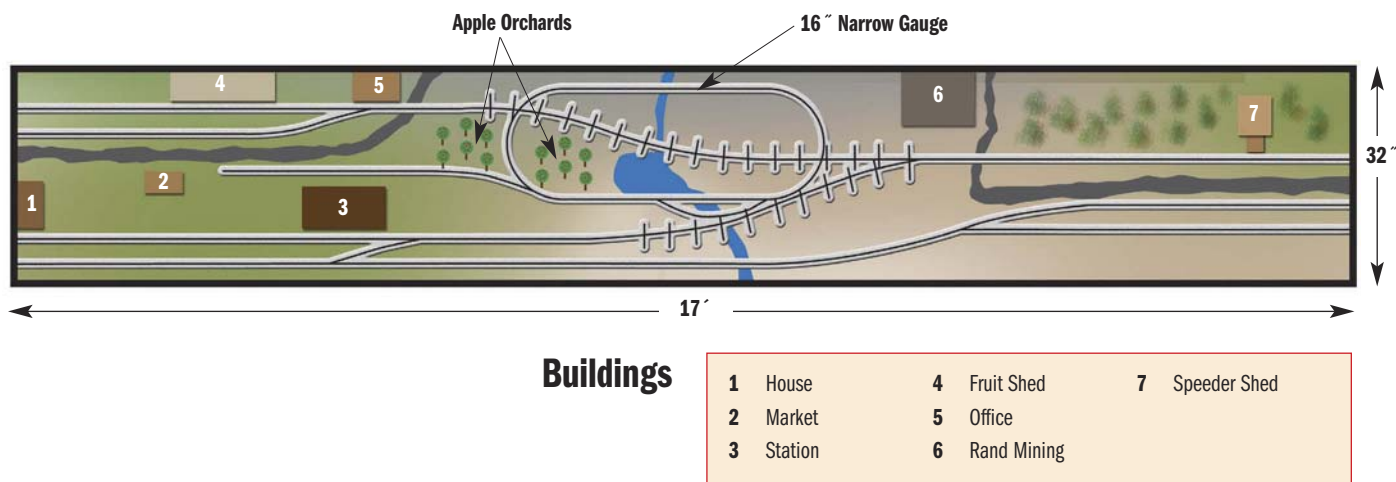 Apple Orchards
16˝ Narrow Gauge
4
5
6
7
32˝
2
1
3
17´
Buildings
1 House
2 Market
3 Station
4 Fruit Shed
5 Office
6 Rand Mining
7 Speeder Shed